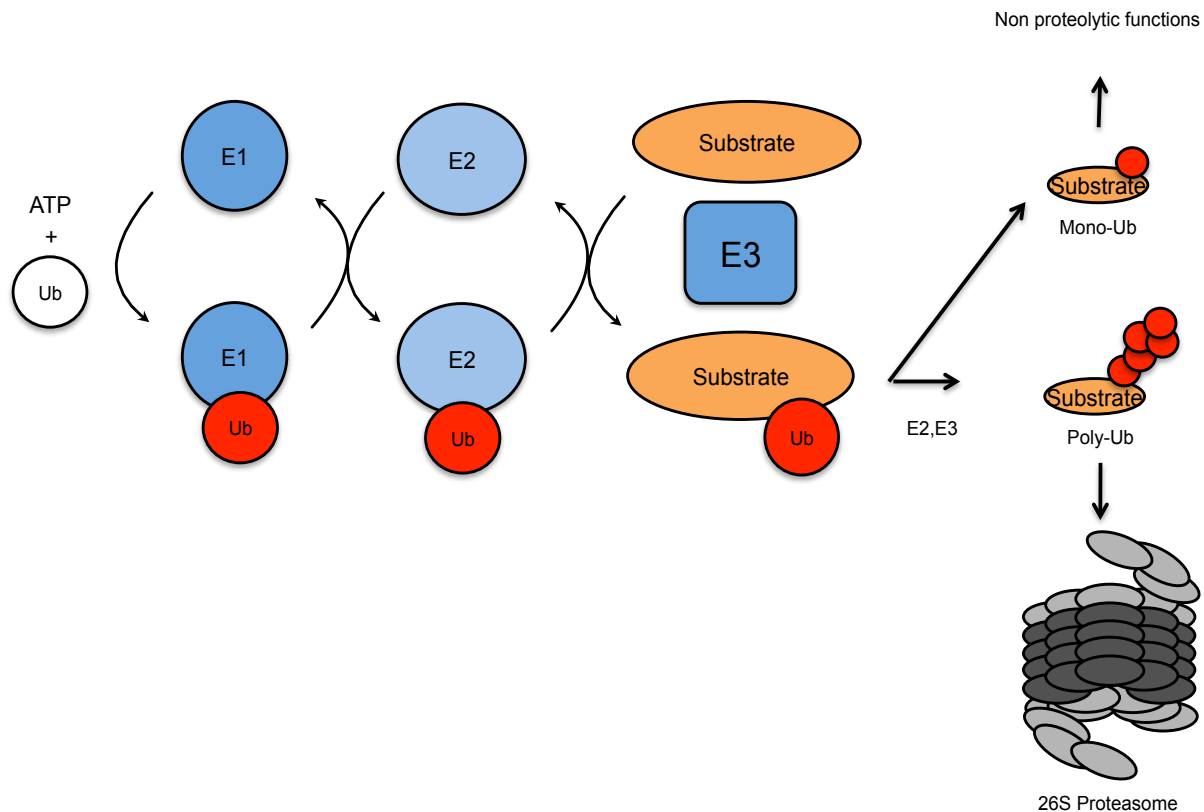 Non proteolytic functions
E1
E2
Substrate
ATP
+
Ub
E3
Substrate
Mono-Ub
E1
Ub
E2
Ub
Substrate
Ub
E2,E3
Substrate
Poly-Ub
26S Proteasome